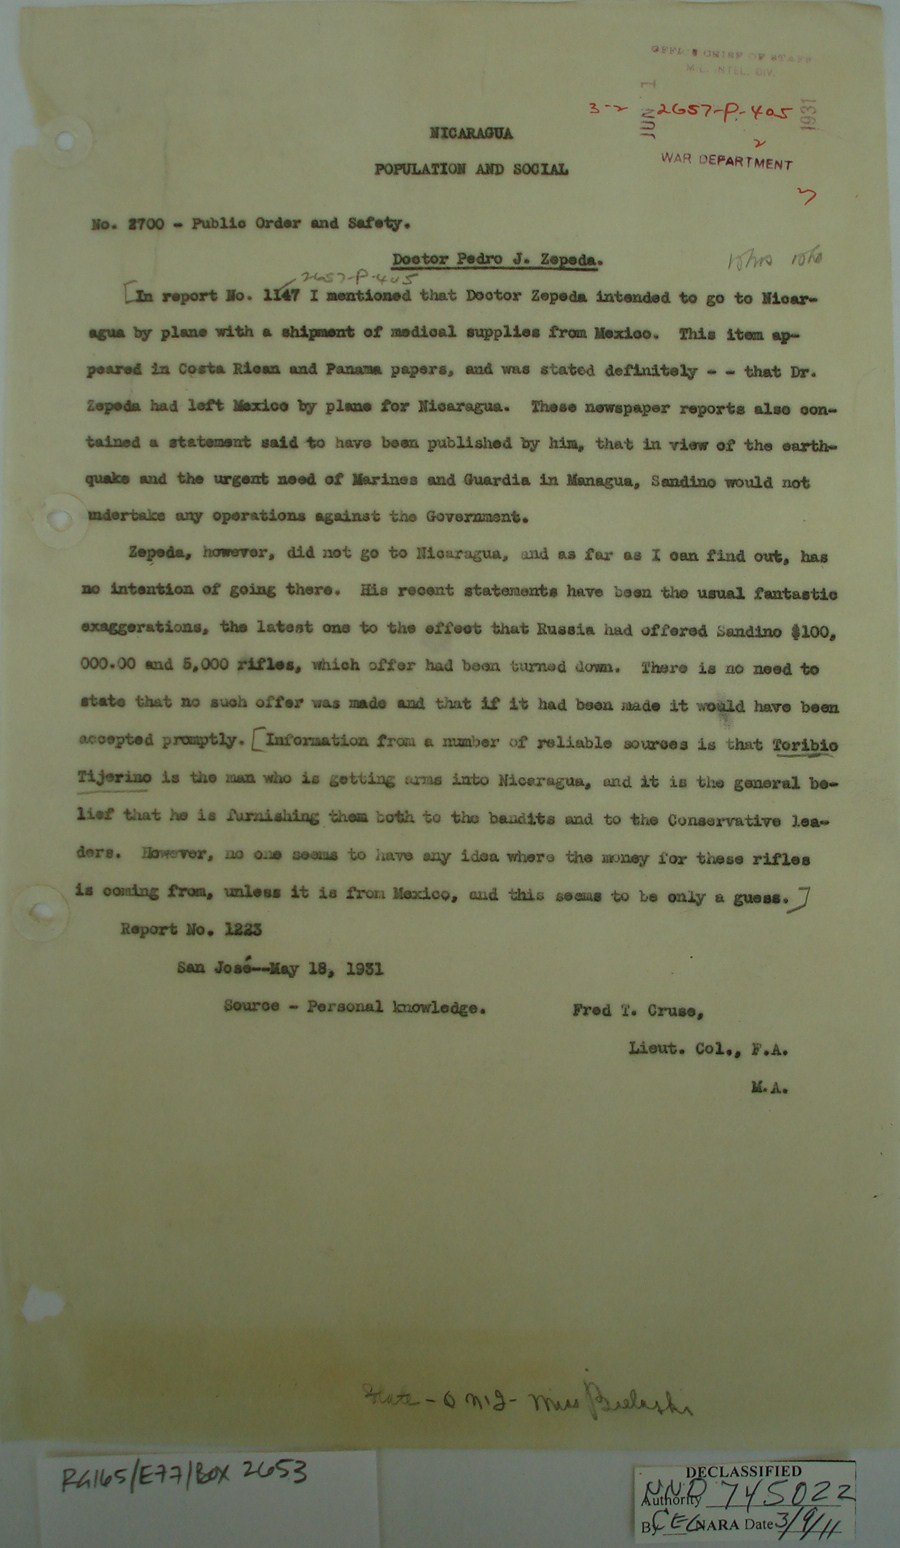 OFFICE CHIEF OF STAFF
MIL. INTEL. DIV.
JUN 1 1931
3-2 2657-P-405
2
WAR DEPARTMENT
NICARAGUA
POPULATION AND SOCIAL
No. 2700 - Public Order and Safety.
Doctor Pedro J. Zepeda.
2657-P-405
[In report No. 1147 I mentioned that Doctor Zepeda intended to go to Nicar-
agua by plane with a shipment of medical supplies from Mexico. This item ap-
peared in Costa Rican and Panama papers, and was stated definitely - - that Dr.
Zepeda had left Mexico by plane for Nicaragua. These newspaper reports also con-
tained a statement said to have been published by him, that in view of the earth-
quake and the urgent need of Marines and Guardia in Managua, Sandino would not
undertake any operations against the Government.
Zepeda, however, did not go to Nicaragua, and as far as I can find out, has
no intention of going there. His recent statements have been the usual fantastic
exaggerations, the latest one to the effect that Russia had offered Sandino $100,
000.00 and 5,000 rifles, which offer had been turned down. There is no need to
state that no such offer was made and that if it had been made it would have been
accepted promptly. [Information from a number of reliable sources is that Toribio
Tijerino is the man who is getting arms into Nicaragua, and it is the general be-
lief that he is furnishing them both to the bandits and to the Conservative lea-
ders. However, no one seems to have any idea where the money for these rifles
is coming from, unless it is from Mexico, and this seems to be only a guess.]
Report No. 1223
San José--May 18, 1931
Source - Personal knowledge.
Fred T. Cruse,
Lieut. Col., F.A.
M.A.
State - O N I - Miss
RG165/E77/Box 2653
DECLASSIFIED
Authority NND 745022
By CEC NARA Date 3/9/11